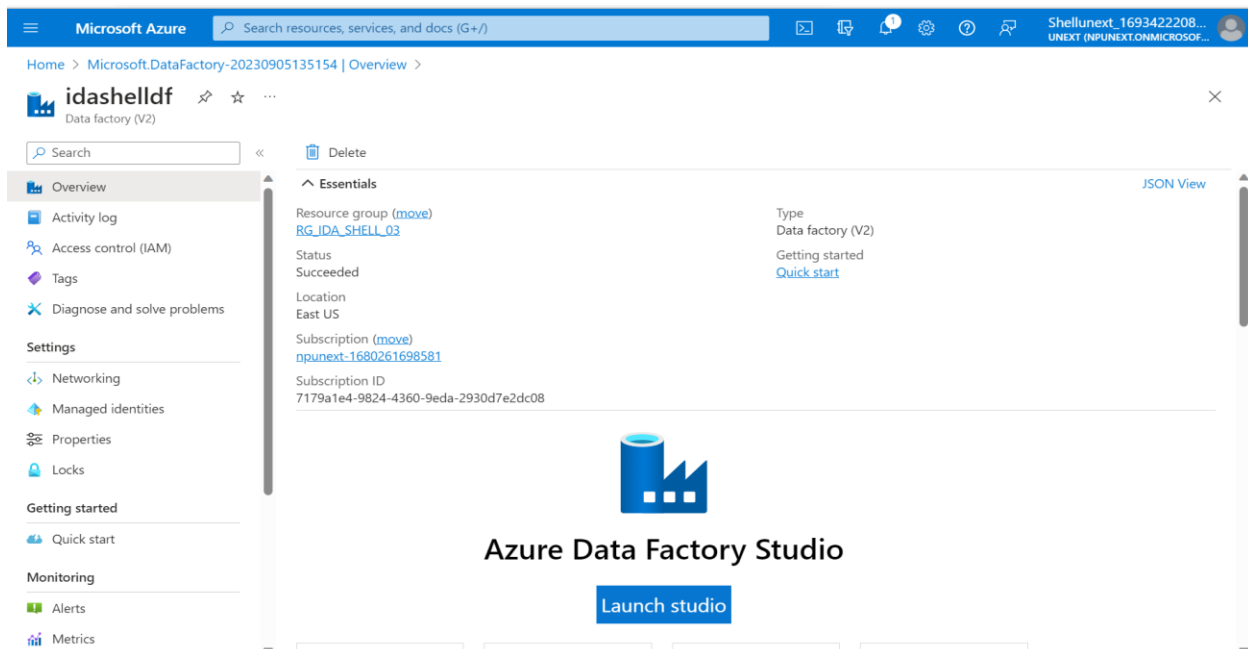 Microsoft Azure
Search resources, services, and docs (G+/)
1
Shellunext_1693422208...
UNEXT (NPUNEXT.ONMICROSOF...
Home > Microsoft.DataFactory-20230905135154 | Overview >
idashelldf
Data factory (V2)
Search
Delete
Overview
Activity log
Access control (IAM)
Tags
Diagnose and solve problems
Settings
Networking
Managed identities
Properties
Locks
Getting started
Quick start
Monitoring
Alerts
Metrics
Essentials
JSON View
Resource group (move)
RG_IDA_SHELL_03
Status
Succeeded
Location
East US
Subscription (move)
npunext-1680261698581
Subscription ID
7179a1e4-9824-4360-9eda-2930d7e2dc08
Type
Data factory (V2)
Getting started
Quick start
Azure Data Factory Studio
Launch studio